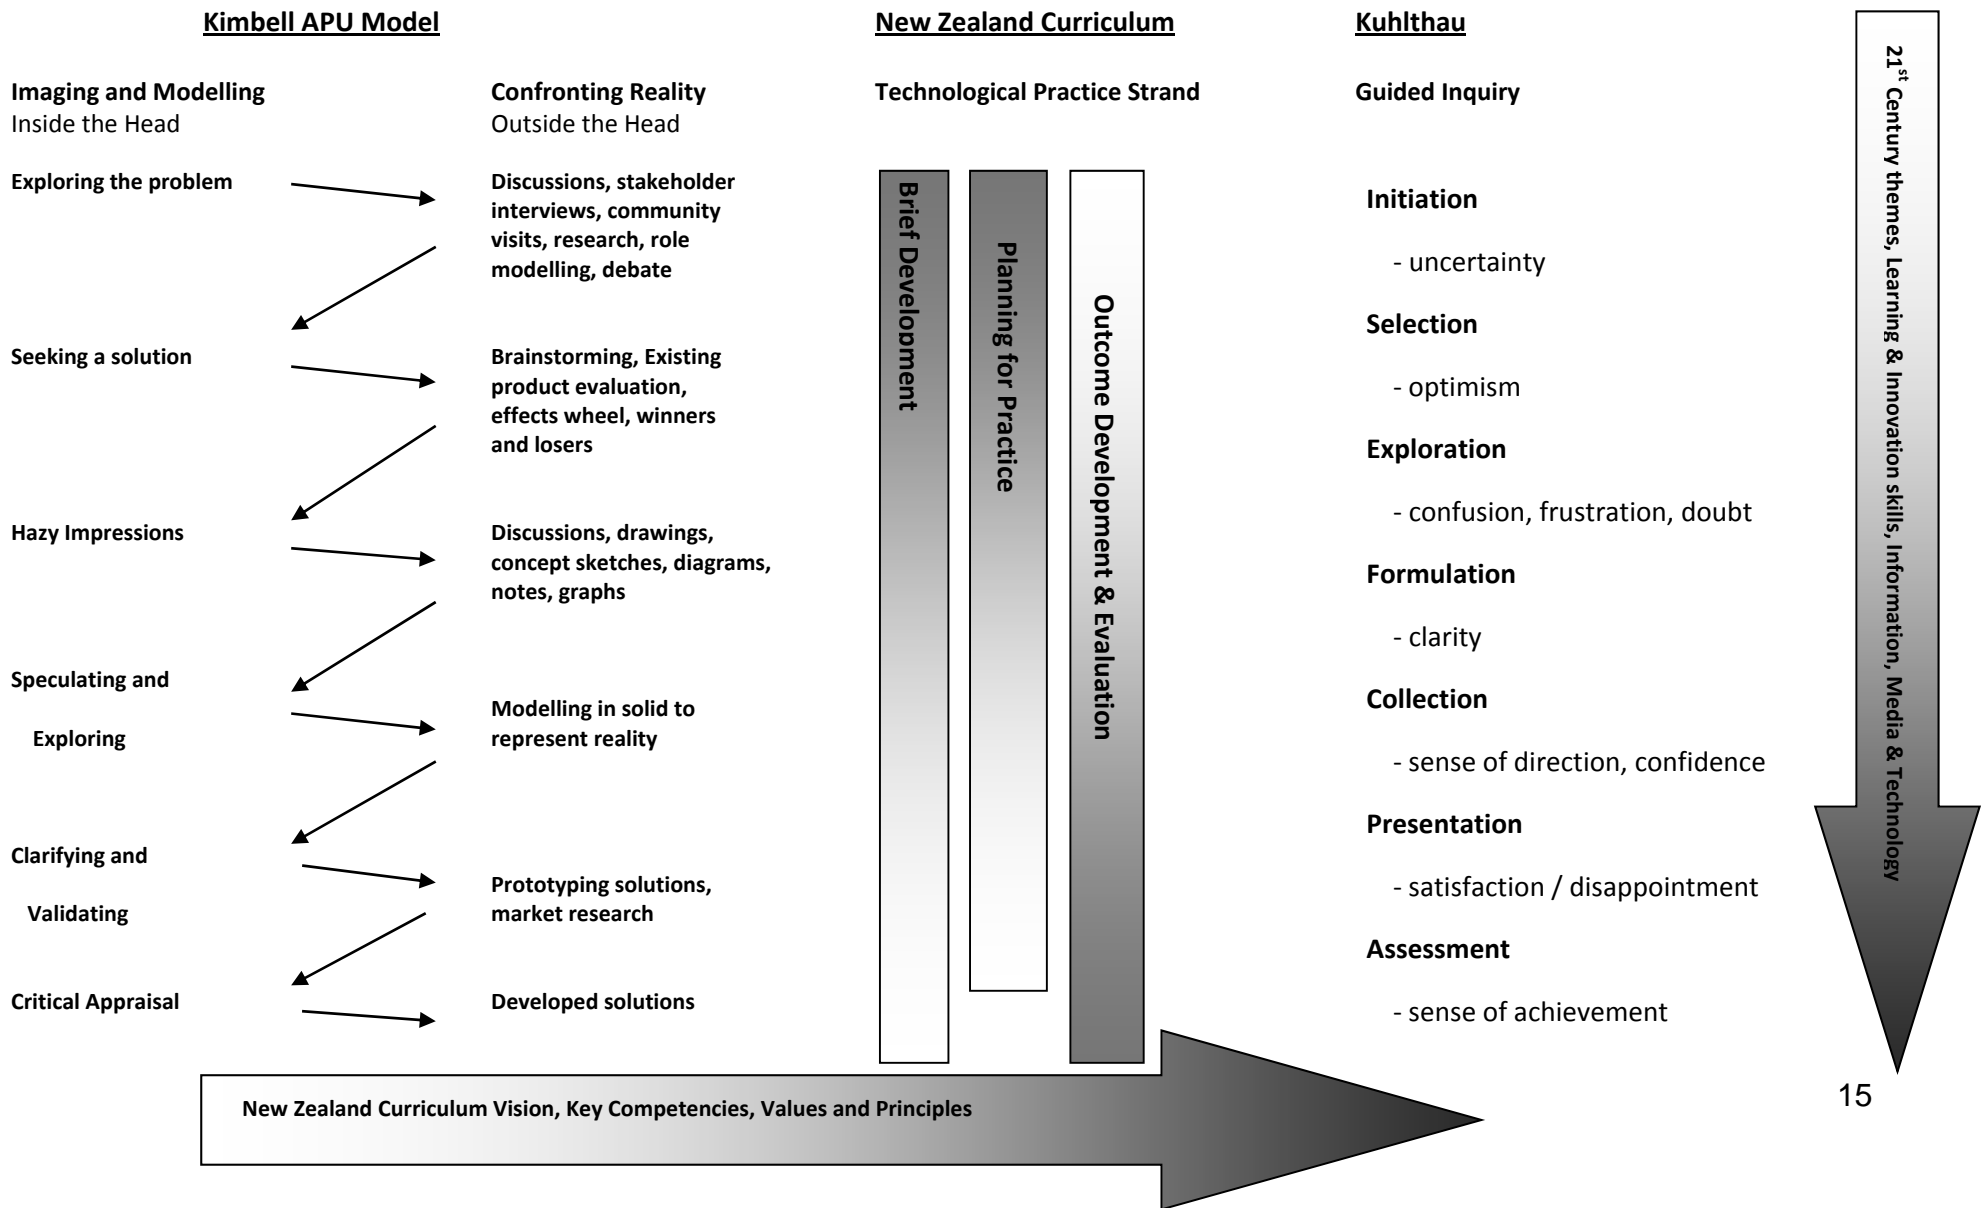 Kimbell APU Model
Imaging and Modelling
Inside the Head
Confronting Reality
Outside the Head
Exploring the problem
Discussions, stakeholder
interviews, community
visits, research, role
modelling, debate
Seeking a solution
Brainstorming, Existing
product evaluation,
effects wheel, winners
and losers
Hazy Impressions
Discussions, drawings,
concept sketches, diagrams,
notes, graphs
Speculating and
Exploring
Modelling in solid to
represent reality
Clarifying and
Validating
Prototyping solutions,
market research
Critical Appraisal
Developed solutions
New Zealand Curriculum
Technological Practice Strand
Brief Development
Planning for Practice
Outcome Development & Evaluation
Kuhlthau
Guided Inquiry
Initiation
- uncertainty
Selection
- optimism
Exploration
- confusion, frustration, doubt
Formulation
- clarity
Collection
- sense of direction, confidence
Presentation
- satisfaction / disappointment
Assessment
- sense of achievement
21st Century themes, Learning & Innovation skills, Information, Media & Technology
New Zealand Curriculum Vision, Key Competencies, Values and Principles
15